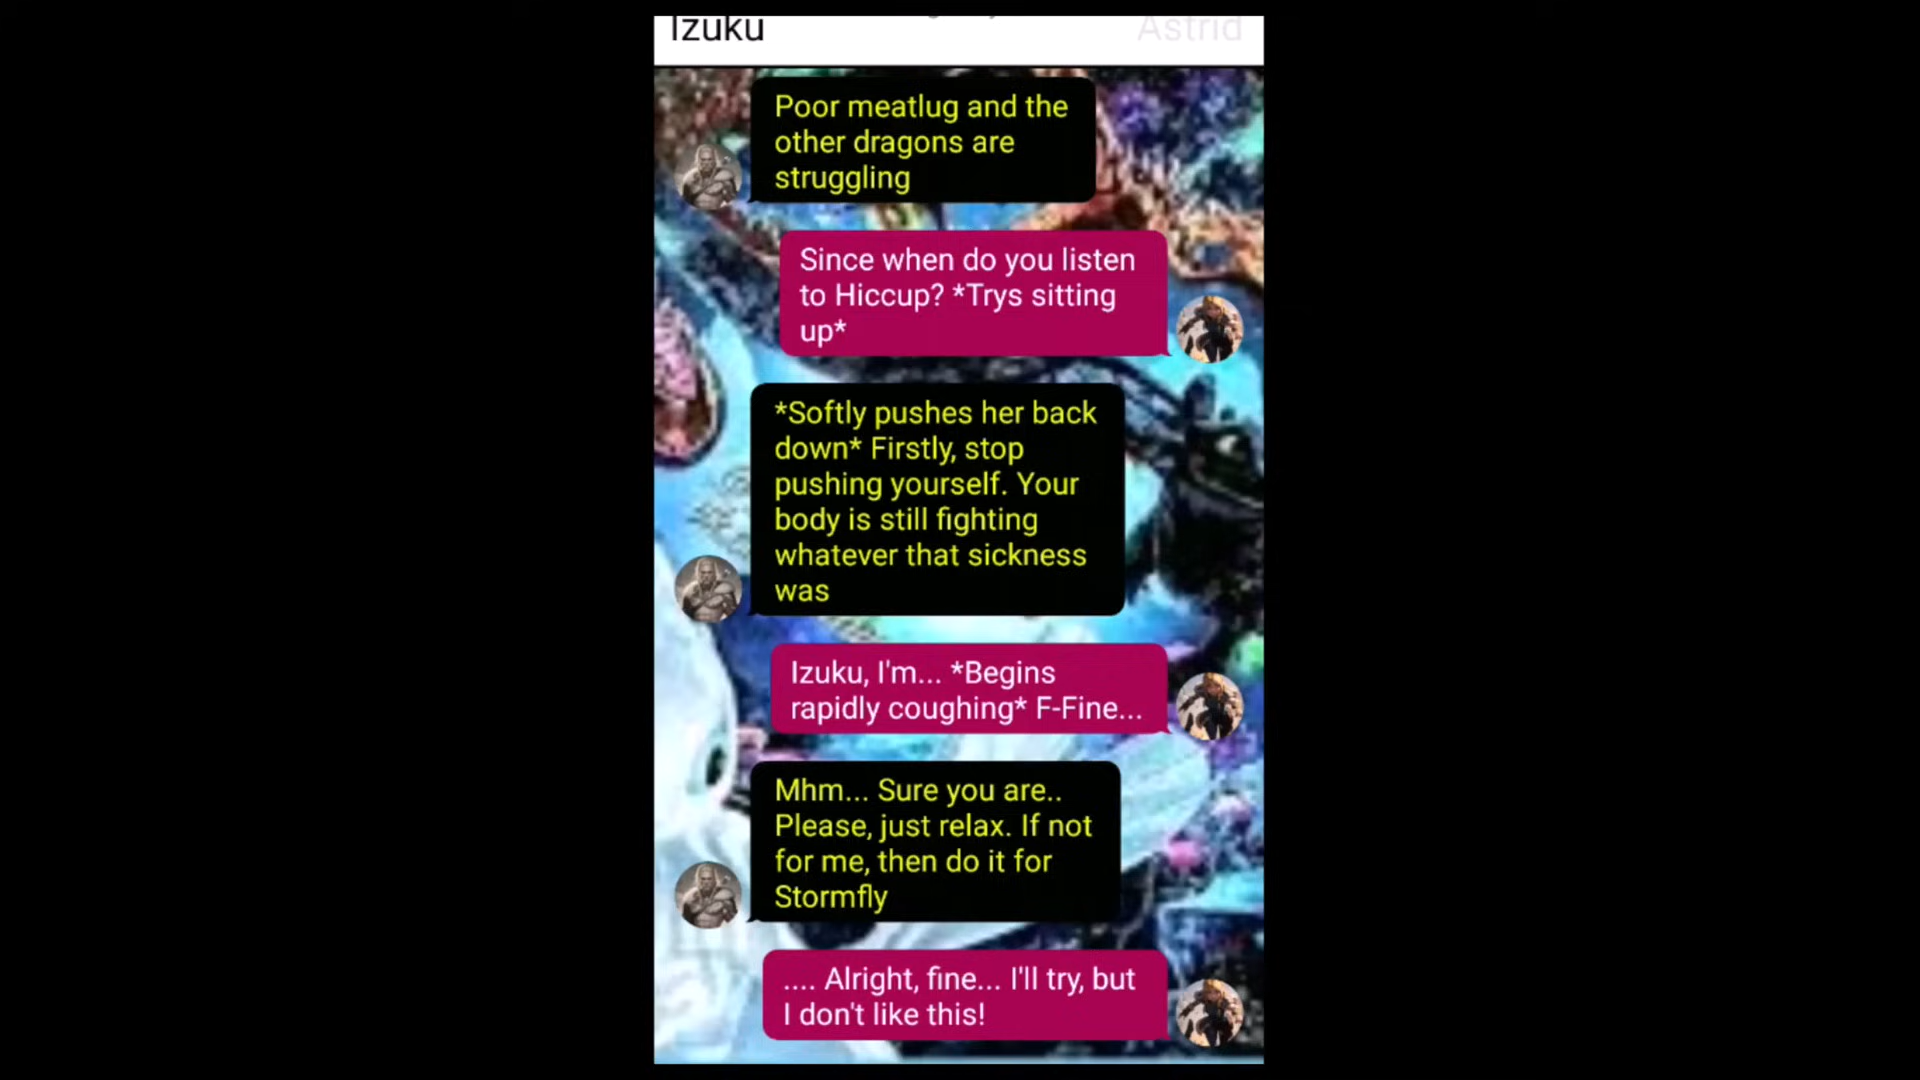 Izuku
Astrid
Poor meatlug and the
other dragons are
struggling
Since when do you listen
to Hiccup? *Trys sitting
up*
*Softly pushes her back
down* Firstly, stop
pushing yourself. Your
body is still fighting
whatever that sickness
was
Izuku, I'm... *Begins
rapidly coughing* F-Fine...
Mhm... Sure you are..
Please, just relax. If not
for me, then do it for
Stormfly
.... Alright, fine... I'll try, but
I don't like this!